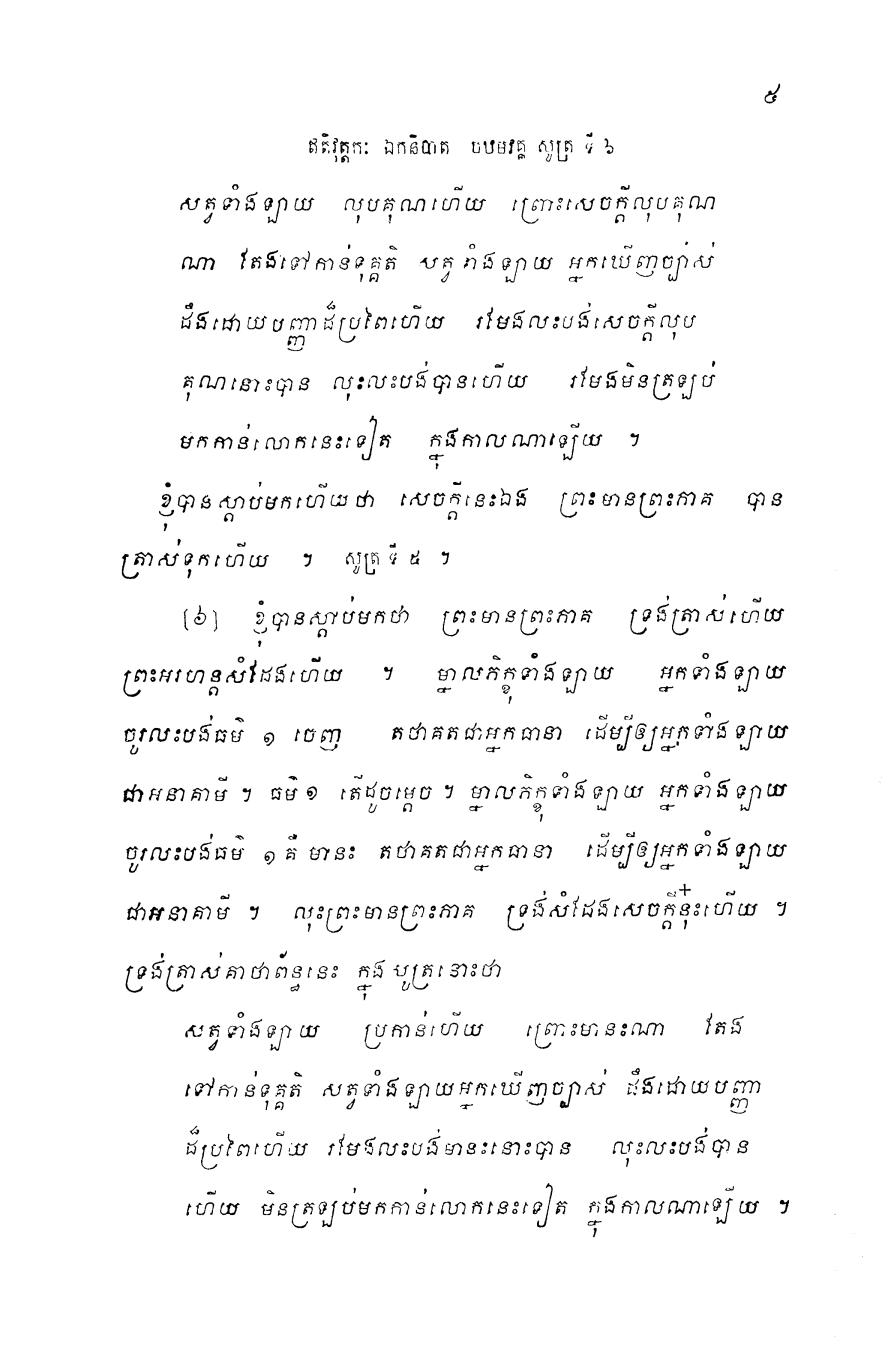 ៥
ឥតិវុត្តកៈ ឯកនិបាត បឋមវគ្គ សូត្រ ទី ៦
សត្វទាំងឡាយ លុបគុណហើយ ព្រោះសេចក្តីលុបគុណ
ណា តែងទៅកាន់ទុគ្គតិ សត្វទាំងឡាយ អ្នកឃើញច្បាស់
ដឹងដោយបញ្ញាដ៏ប្រពៃហើយ រមែងលះបង់សេចក្តីលុប
គុណនោះបាន លុះលះបង់បានហើយ រមែងមិនត្រឡប់
មកកាន់លោកនេះទៀត ក្នុងកាលណាឡើយ ។
ខ្ញុំបានស្តាប់មកហើយថា សេចក្តីនេះឯង ព្រះមានព្រះភាគ បាន
ត្រាស់ទុកហើយ ។ សូត្រ ទី ៥ ។
[៦] ខ្ញុំបានស្តាប់មកថា ព្រះមានព្រះភាគ ទ្រង់ត្រាស់ហើយ
ព្រះអរហន្តសំដែងហើយ ។ ម្នាលភិក្ខុទាំងឡាយ អ្នកទាំងឡាយ
ចូរលះបង់ធម៌ ១ ចេញ តថាគតជាអ្នកធានា ដើម្បីឲ្យអ្នកទាំងឡាយ
ជាអនាគាមី ។ ធម៌ ១ តើដូចម្តេច ។ ម្នាលភិក្ខុទាំងឡាយ អ្នកទាំងឡាយ
ចូរលះបង់ធម៌ ១ គឺ មានះ តថាគតជាអ្នកធានា ដើម្បីឲ្យអ្នកទាំងឡាយ
ជាអនាគាមី ។ លុះព្រះមានព្រះភាគ ទ្រង់សំដែងសេចក្តីនុ៎ះហើយ ។
ទ្រង់ត្រាស់គាថាព័ន្ធនេះ ក្នុង សូត្រនោះថា
សត្វទាំងឡាយ ប្រកាន់ហើយ ព្រោះមានះណា តែង
ទៅកាន់ទុគ្គតិ សត្វទាំងឡាយអ្នកឃើញច្បាស់ ដឹងដោយបញ្ញា
ដ៏ប្រពៃហើយ រមែងលះបង់មានះនោះបាន លុះលះបង់បាន
ហើយ មិនត្រឡប់មកកាន់លោកនេះទៀត ក្នុងកាលណាឡើយ ។